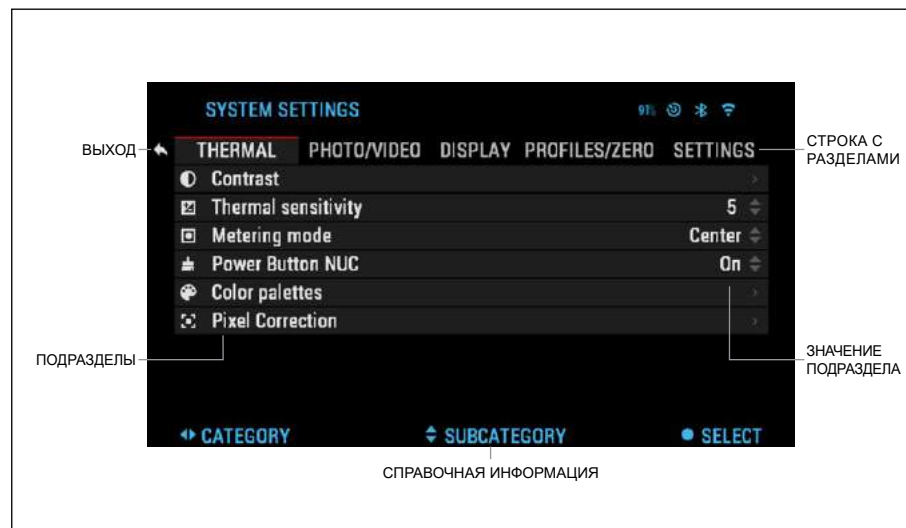 SYSTEM SETTINGS 91%
ВЫХОД THERMAL PHOTO/VIDEO DISPLAY PROFILES/ZERO SETTINGS СТРОКА С
РАЗДЕЛАМИ
Contrast
Thermal sensitivity 5
Metering mode Center
Power Button NUC On
Color palettes
Pixel Correction
ПОДРАЗДЕЛЫ
ЗНАЧЕНИЕ
ПОДРАЗДЕЛА
CATEGORY SUBCATEGORY SELECT
СПРАВОЧНАЯ ИНФОРМАЦИЯ